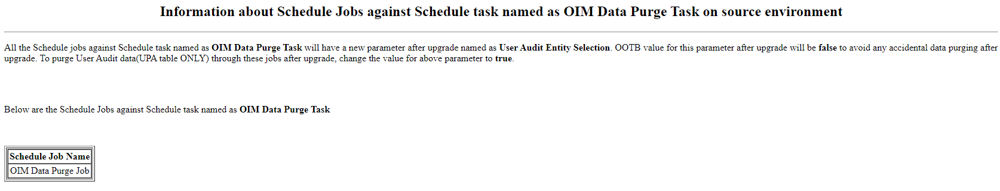 Information about Schedule Jobs against Schedule task named as OIM Data Purge Task on source environment
All the Schedule jobs against Schedule task named as OIM Data Purge Task will have a new parameter after upgrade named as User Audit Entity Selection. OOTB value for this parameter after upgrade will be false to avoid any accidental data purging after
upgrade. To purge User Audit data(UPA table ONLY) through these jobs after upgrade, change the value for above parameter to true.
Below are the Schedule Jobs against Schedule task named as OIM Data Purge Task
Schedule Job Name
OIM Data Purge Job